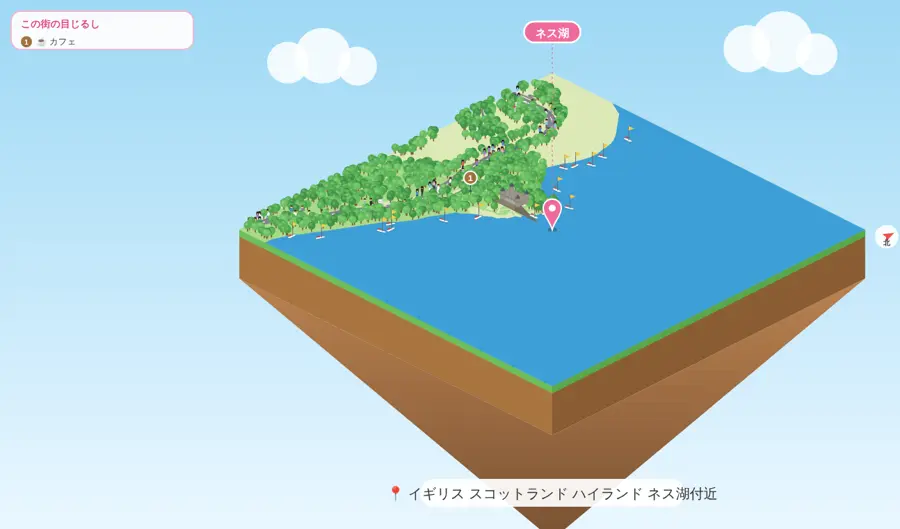 この街の目じるし
1 ☕ カフェ
ネス湖
1
北
📍 イギリス スコットランド ハイランド ネス湖付近